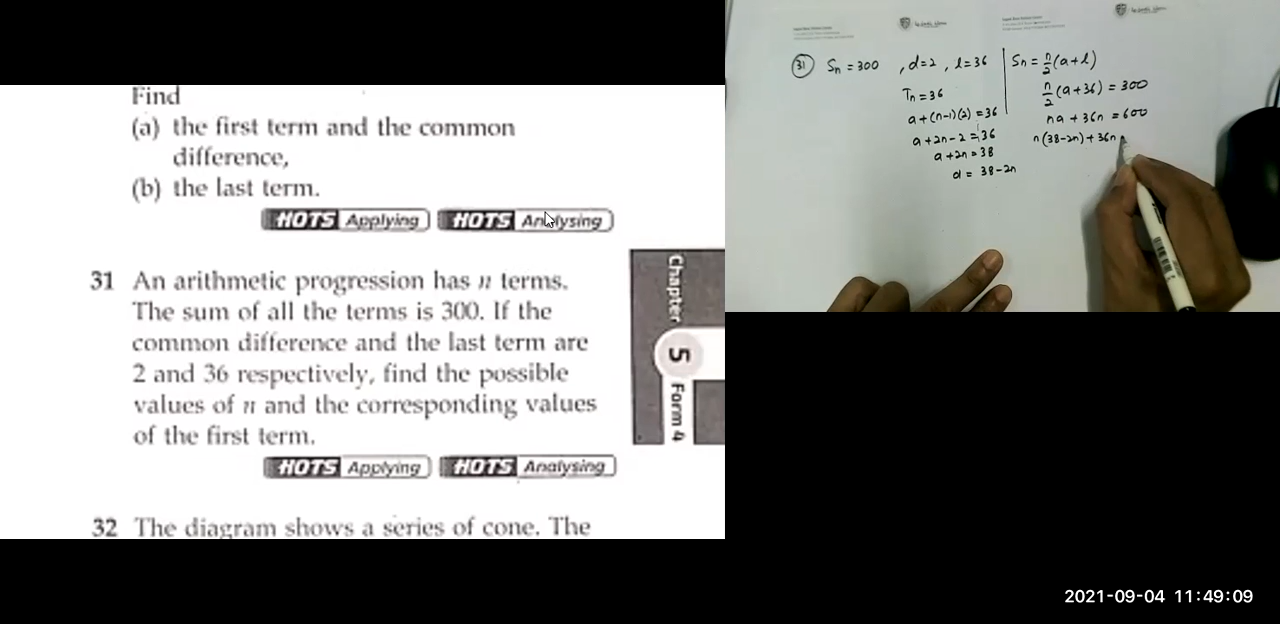 Find
(a) the first term and the common
difference,
(b) the last term.
HOTS Applying HOTS Analysing
31 An arithmetic progression has n terms.
The sum of all the terms is 300. If the
common difference and the last term are
2 and 36 respectively, find the possible
values of n and the corresponding values
of the first term.
HOTS Applying HOTS Analysing
32 The diagram shows a series of cone. The
Chapter
5
Form 4
31 Sn = 300 , d=2 , l=36
Tn = 36
a + (n-1)(2) = 36
a + 2n - 2 = 36
a + 2n = 38
a = 38 - 2n
Sn = n/2 (a + l)
n/2 (a + 36) = 300
na + 36n = 600
n(38-2n) + 36n
2021-09-04 11:49:09